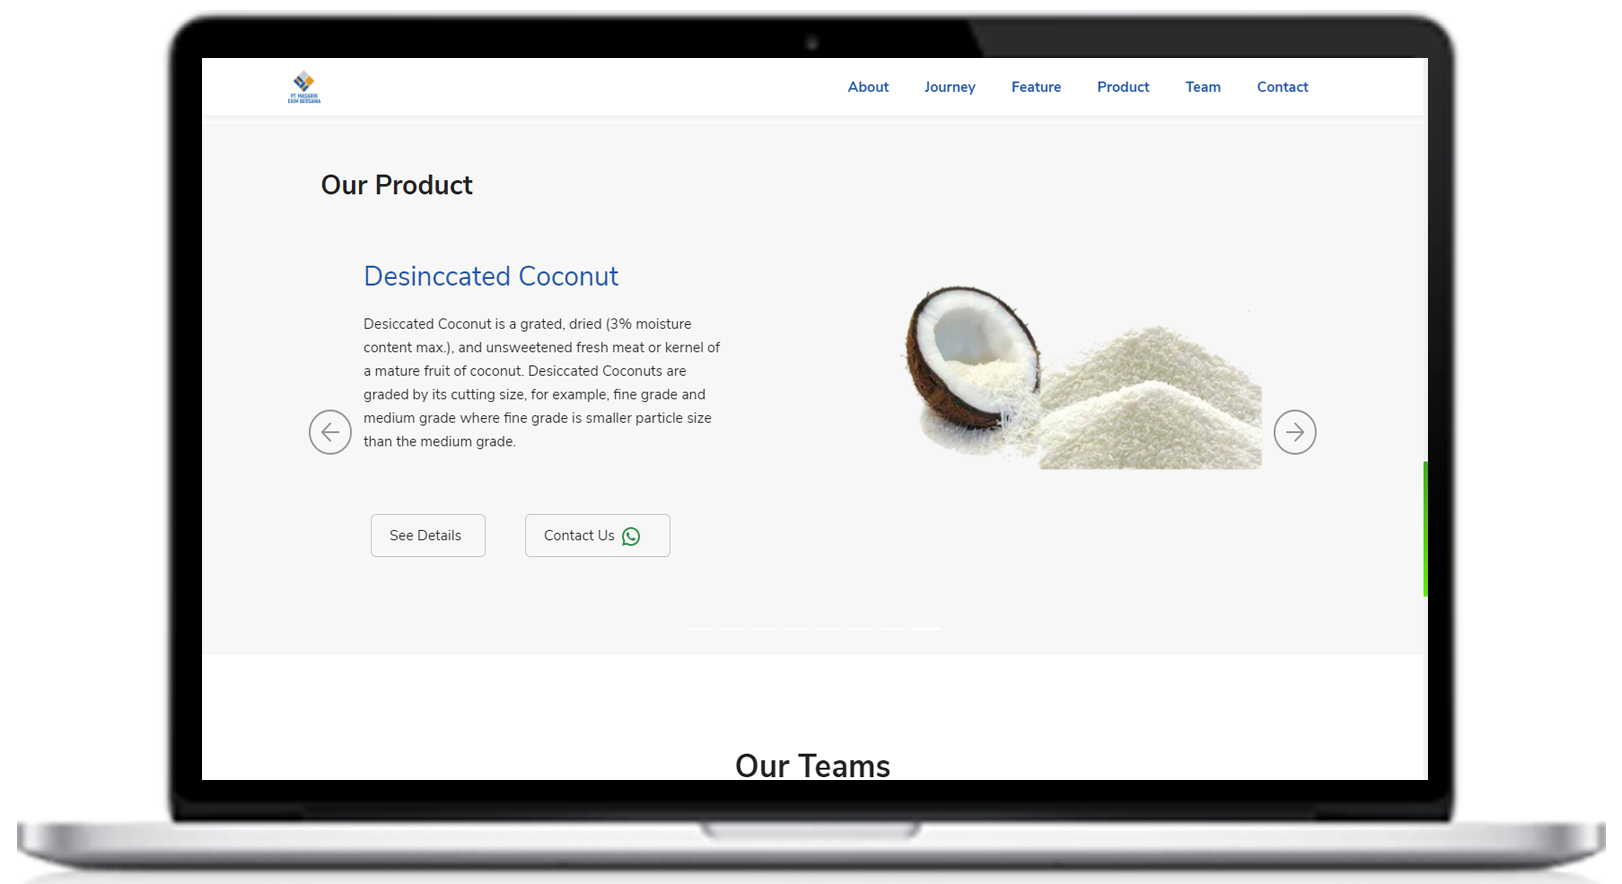 PT. MASARIN
EXIM BERSAMA
About Journey Feature Product Team Contact
Our Product
Desinccated Coconut
Desiccated Coconut is a grated, dried (3% moisture
content max.), and unsweetened fresh meat or kernel of
a mature fruit of coconut. Desiccated Coconuts are
graded by its cutting size, for example, fine grade and
medium grade where fine grade is smaller particle size
than the medium grade.
See Details
Contact Us
Our Teams